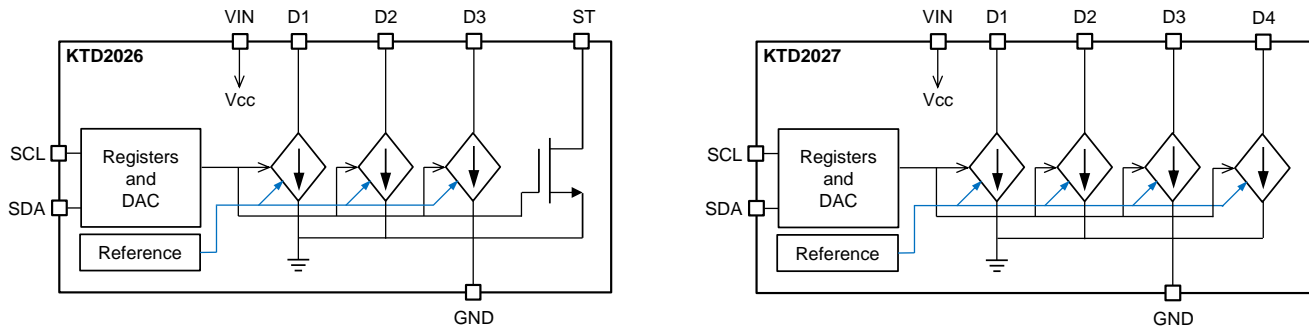 VIN D1 D2 D3 ST
KTD2026
Vcc
SCL
SDA
Registers
and
DAC
Reference
GND
VIN D1 D2 D3 D4
KTD2027
Vcc
SCL
SDA
Registers
and
DAC
Reference
GND